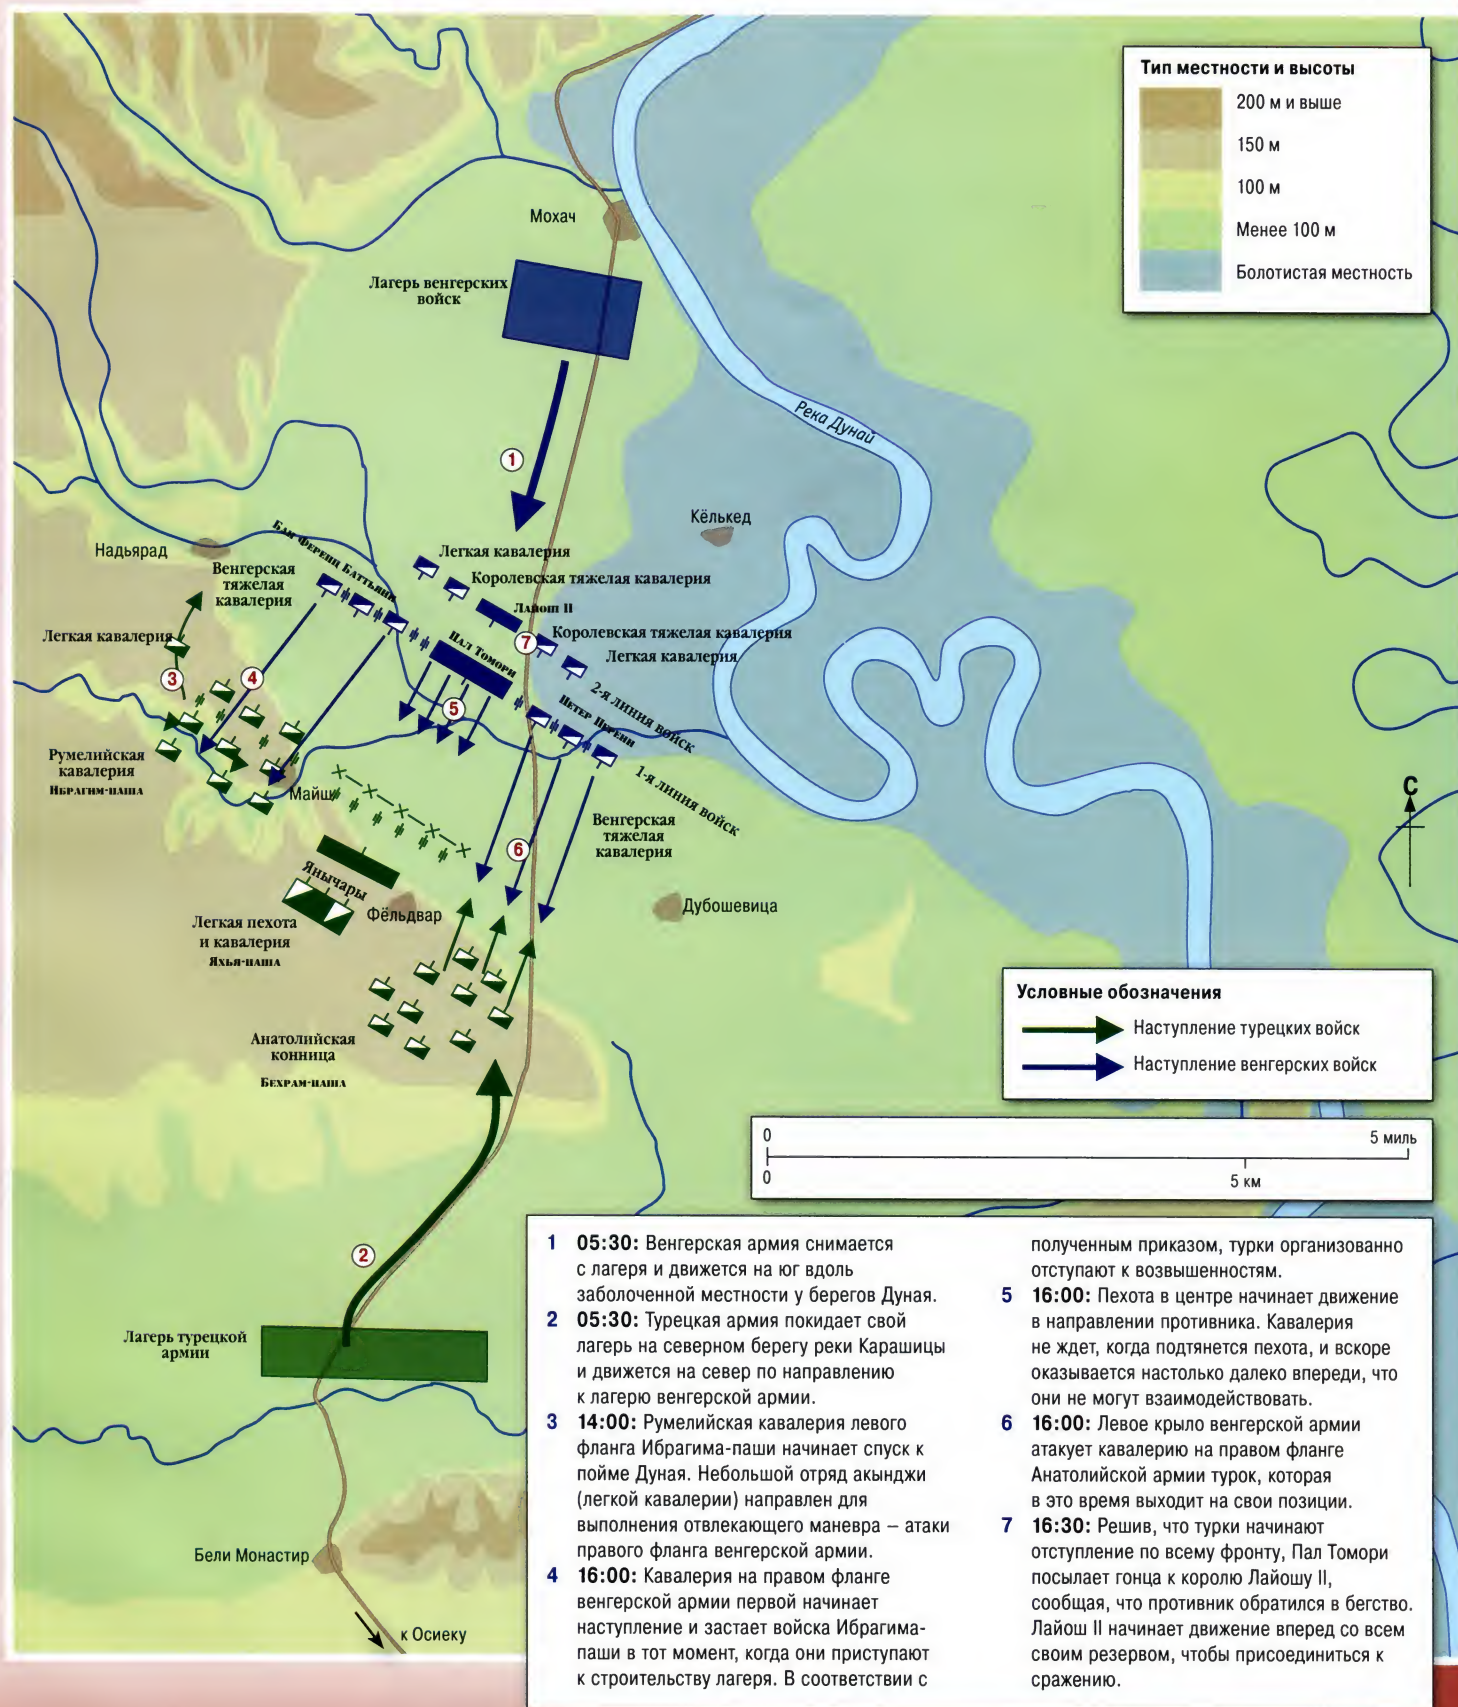 Тип местности и высоты
200 м и выше
150 м
100 м
Менее 100 м
Болотистая местность
Мохач
Лагерь венгерских
войск
Река Дунай
1
Кёлькед
Надьярад
Бан Ференц Баттьяни
Легкая кавалерия
Королевская тяжелая кавалерия
Венгерская
тяжелая
кавалерия
Лайош II
7
Королевская тяжелая кавалерия
Легкая кавалерия
Пал Томори
Легкая кавалерия
3
4
5
2-я линия войск
Петер Перени
1-я линия войск
Румелийская
кавалерия
Ибрагим-паша
Майш
С
Венгерская
тяжелая
кавалерия
6
Янычары
Фёльдвар
Дубошевица
Легкая пехота
и кавалерия
Яхья-паша
Анатолийская
конница
Бехрам-паша
Условные обозначения
Наступление турецких войск
Наступление венгерских войск
0
5 миль
0
5 км
2
Лагерь турецкой
армии
Бели Монастир
к Осиеку
1 05:30: Венгерская армия снимается
с лагеря и движется на юг вдоль
заболоченной местности у берегов Дуная.
2 05:30: Турецкая армия покидает свой
лагерь на северном берегу реки Карашицы
и движется на север по направлению
к лагерю венгерской армии.
3 14:00: Румелийская кавалерия левого
фланга Ибрагима-паши начинает спуск к
пойме Дуная. Небольшой отряд акынджи
(легкой кавалерии) направлен для
выполнения отвлекающего маневра – атаки
правого фланга венгерской армии.
4 16:00: Кавалерия на правом фланге
венгерской армии первой начинает
наступление и застает войска Ибрагима-
паши в тот момент, когда они приступают
к строительству лагеря. В соответствии с
полученным приказом, турки организованно
отступают к возвышенностям.
5 16:00: Пехота в центре начинает движение
в направлении противника. Кавалерия
не ждет, когда подтянется пехота, и вскоре
оказывается настолько далеко впереди, что
они не могут взаимодействовать.
6 16:00: Левое крыло венгерской армии
атакует кавалерию на правом фланге
Анатолийской армии турок, которая
в это время выходит на свои позиции.
7 16:30: Решив, что турки начинают
отступление по всему фронту, Пал Томори
посылает гонца к королю Лайошу II,
сообщая, что противник обратился в бегство.
Лайош II начинает движение вперед со всем
своим резервом, чтобы присоединиться к
сражению.